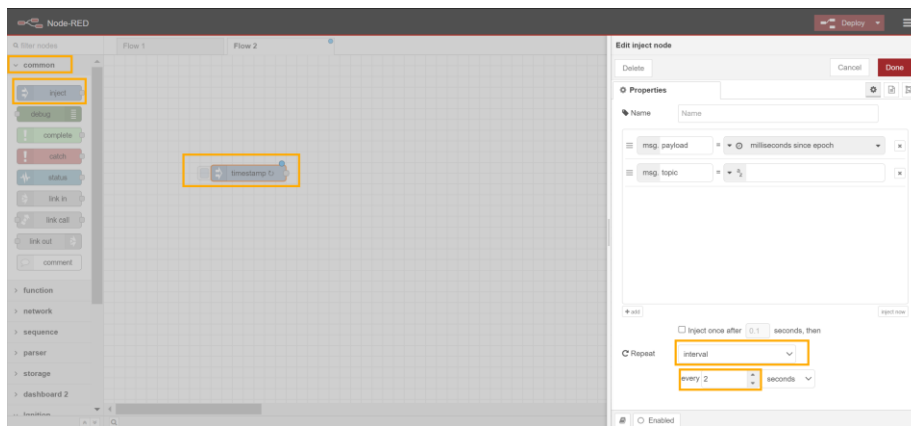 Node-RED
Deploy
filter nodes
Flow 1
Flow 2
common
inject
debug
complete
catch
status
link in
link call
link out
comment
function
network
sequence
parser
storage
dashboard 2
timestamp ↻
Edit inject node
Delete
Cancel
Done
Properties
Name
Name
msg. payload = milliseconds since epoch
msg. topic = a z
+ add
inject now
Inject once after 0.1 seconds, then
Repeat interval
every 2 seconds
Enabled